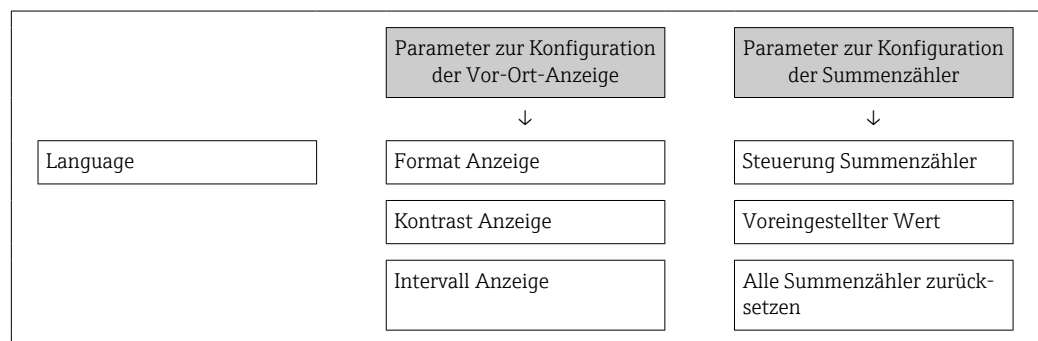 Parameter zur Konfiguration
der Vor-Ort-Anzeige
Parameter zur Konfiguration
der Summenzähler
↓
↓
Language
Format Anzeige
Steuerung Summenzähler
Kontrast Anzeige
Voreingestellter Wert
Intervall Anzeige
Alle Summenzähler zurück-
setzen